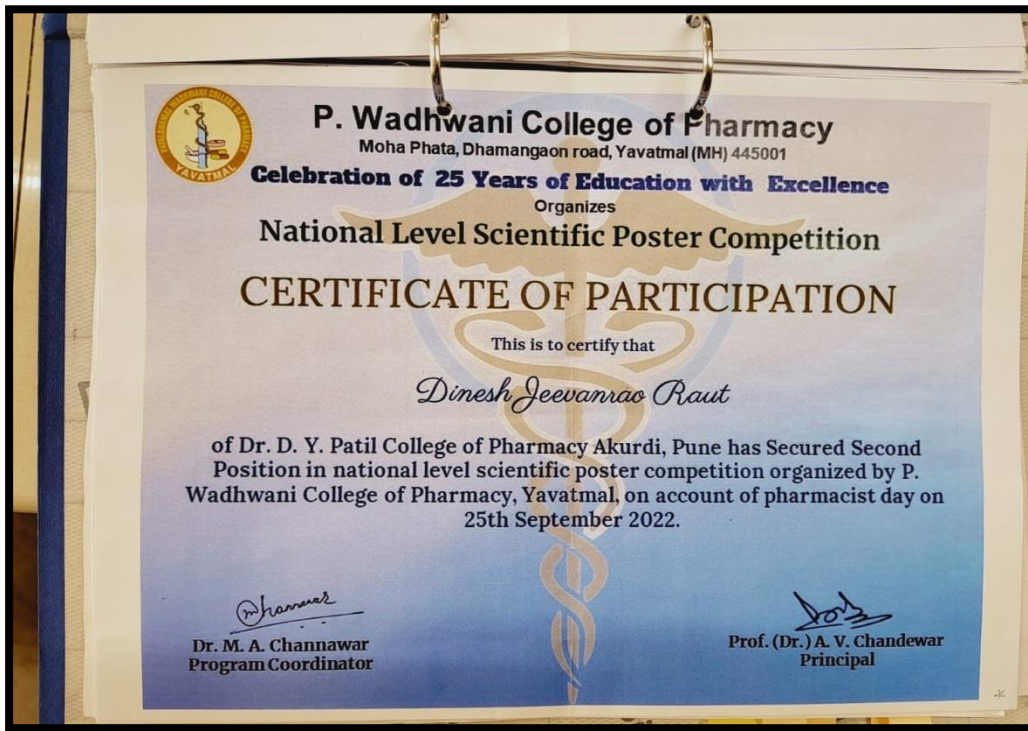 P. Wadhwani College of Pharmacy
Moha Phata, Dhamangaon road, Yavatmal (MH) 445001
Celebration of 25 Years of Education with Excellence
Organizes
National Level Scientific Poster Competition
CERTIFICATE OF PARTICIPATION
This is to certify that
Dinesh Jeevanrao Raut
of Dr. D. Y. Patil College of Pharmacy Akurdi, Pune has Secured Second
Position in national level scientific poster competition organized by P.
Wadhwani College of Pharmacy, Yavatmal, on account of pharmacist day on
25th September 2022.
Dr. M. A. Channawar
Program Coordinator
Prof. (Dr.) A. V. Chandewar
Principal
YAVATMAL